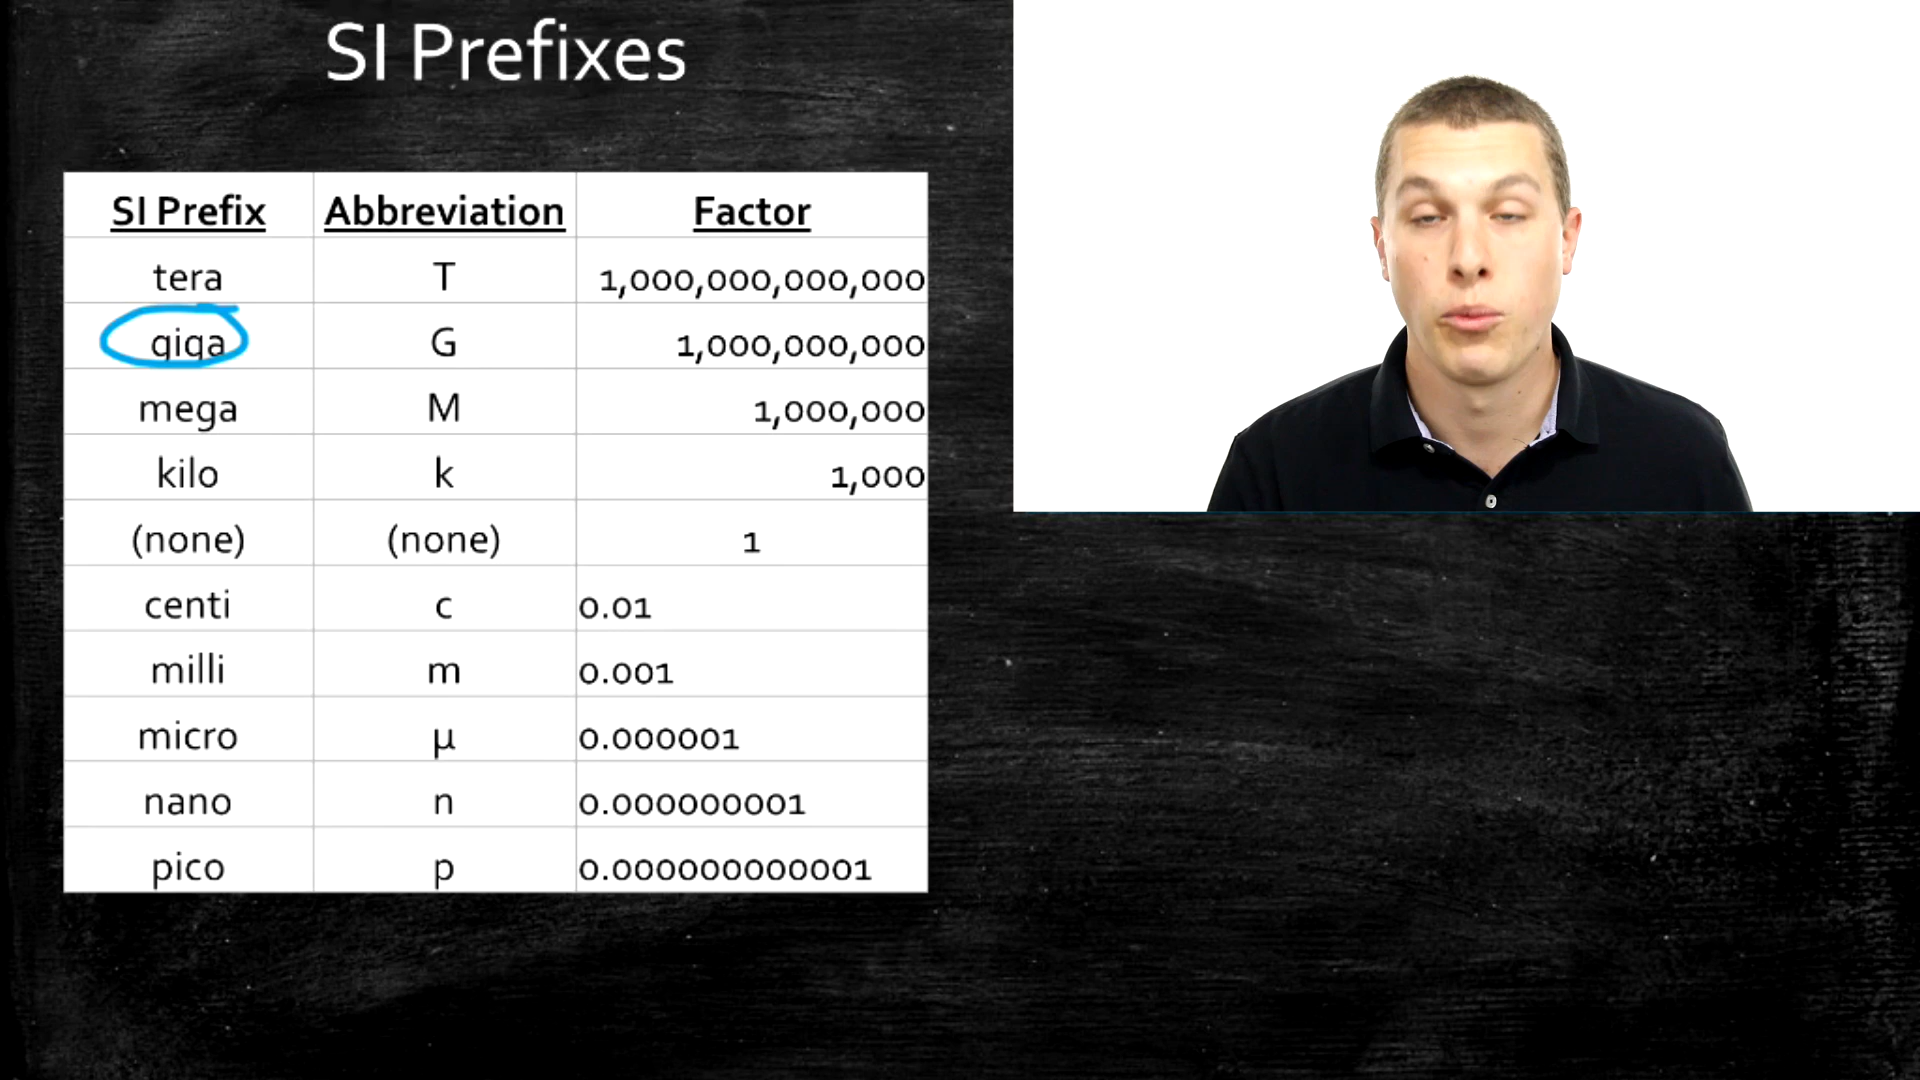 SI Prefixes
SI Prefix Abbreviation Factor
tera T 1,000,000,000,000
giga G 1,000,000,000
mega M 1,000,000
kilo k 1,000
(none) (none) 1
centi c 0.01
milli m 0.001
micro µ 0.000001
nano n 0.000000001
pico p 0.000000000001